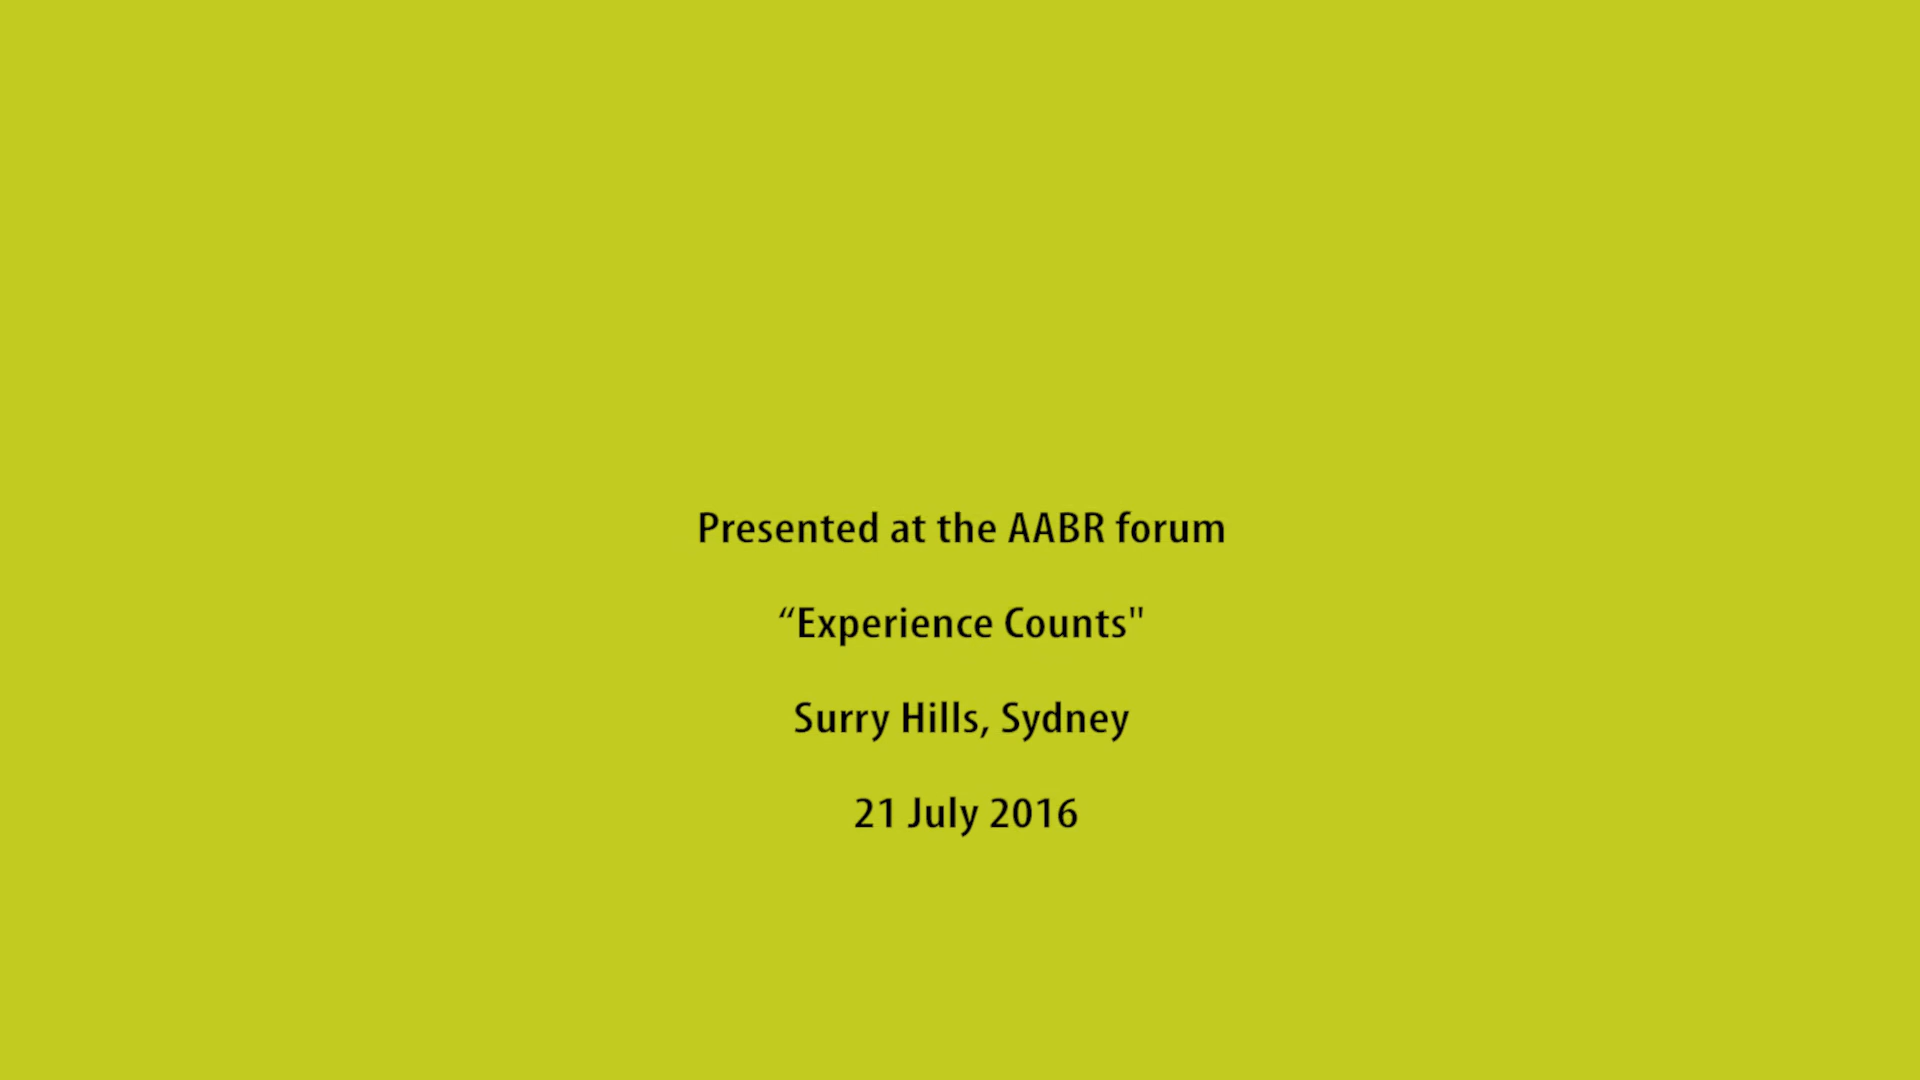 Presented at the AABR forum
“Experience Counts"
Surry Hills, Sydney
21 July 2016